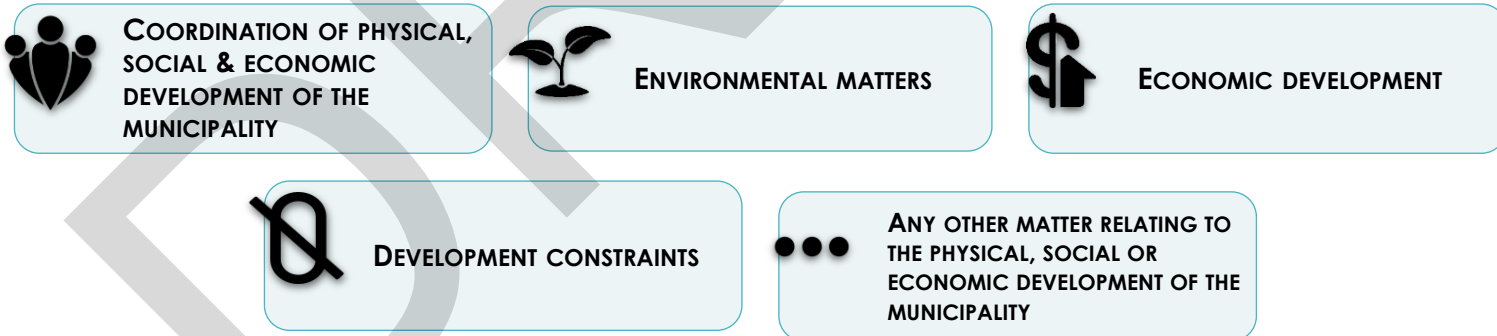 COORDINATION OF PHYSICAL,
SOCIAL & ECONOMIC
DEVELOPMENT OF THE
MUNICIPALITY
ENVIRONMENTAL MATTERS
ECONOMIC DEVELOPMENT
DEVELOPMENT CONSTRAINTS
ANY OTHER MATTER RELATING TO
THE PHYSICAL, SOCIAL OR
ECONOMIC DEVELOPMENT OF THE
MUNICIPALITY